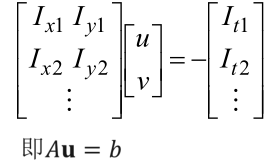 [I_{x1} I_{y1}
I_{x2} I_{y2}
⋮] [u
v] = -[I_{t1}
I_{t2}
⋮]
即Au = b